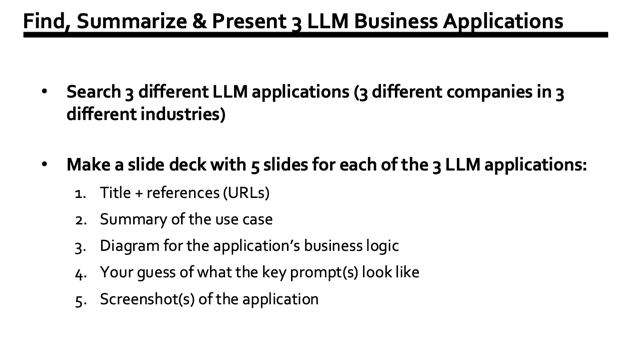 Find, Summarize & Present 3 LLM Business Applications
• Search 3 different LLM applications (3 different companies in 3
different industries)
• Make a slide deck with 5 slides for each of the 3 LLM applications:
1. Title + references (URLs)
2. Summary of the use case
3. Diagram for the application's business logic
4. Your guess of what the key prompt(s) look like
5. Screenshot(s) of the application